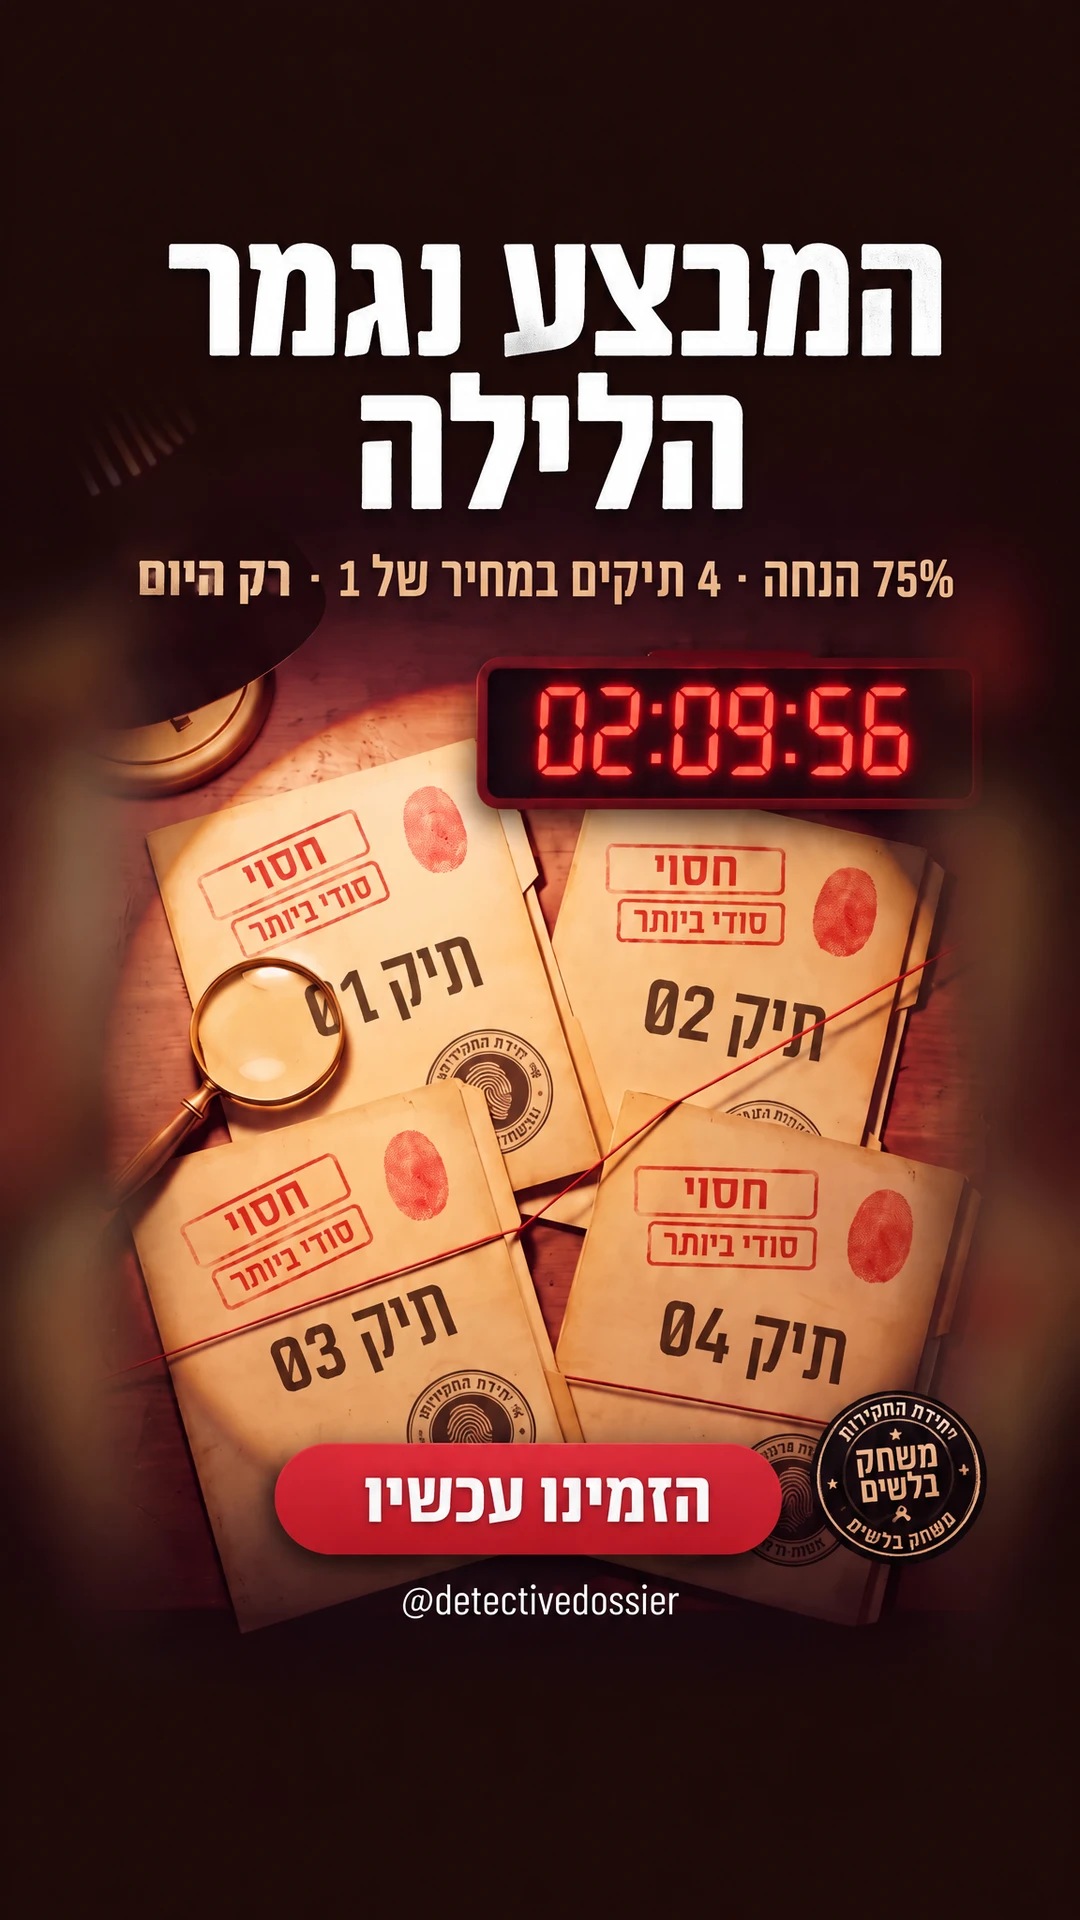 המבצע נגמר
הלילה
75% הנחה · 4 תיקים במחיר של 1 · רק היום
02:09:56
חסוי
סודי ביותר
תיק 01
חסוי
סודי ביותר
תיק 02
חסוי
סודי ביותר
תיק 03
חסוי
סודי ביותר
תיק 04
יחידת החקירות
משחק
בלשים
משחק בלשים
הזמינו עכשיו
@detectivedossier